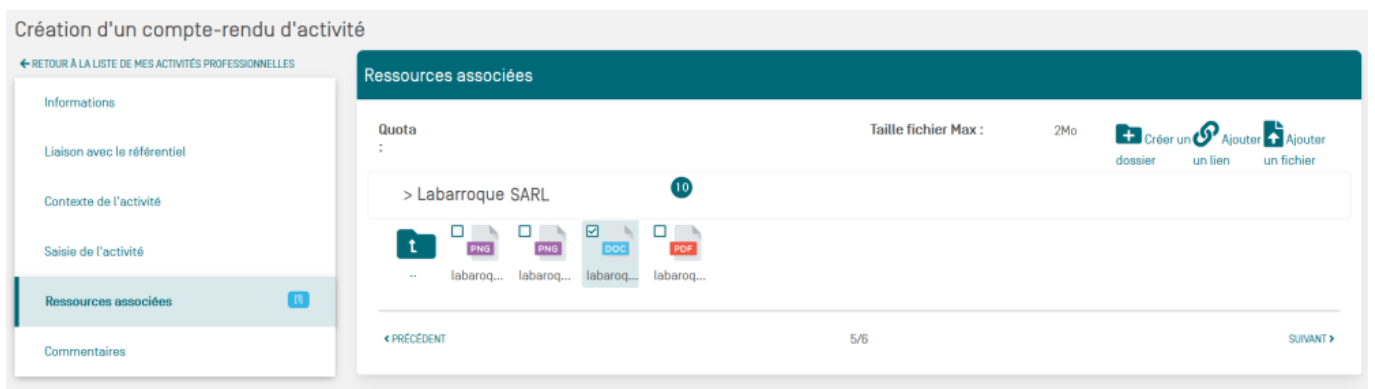 Création d'un compte-rendu d'activité
RETOUR À LA LISTE DE MES ACTIVITÉS PROFESSIONNELLES
Informations
Liaison avec le référentiel
Contexte de l'activité
Saisie de l'activité
Ressources associées
Commentaires
Ressources associées
Quota
:
Taille fichier Max :
2Mo
Créer un dossier
Ajouter un lien
Ajouter un fichier
> Labarroque SARL
10
PNG PNG DOC PDF
.. labaroq... labaroq... labaroq... labaroq...
PRÉCÉDENT
5/6
SUIVANT